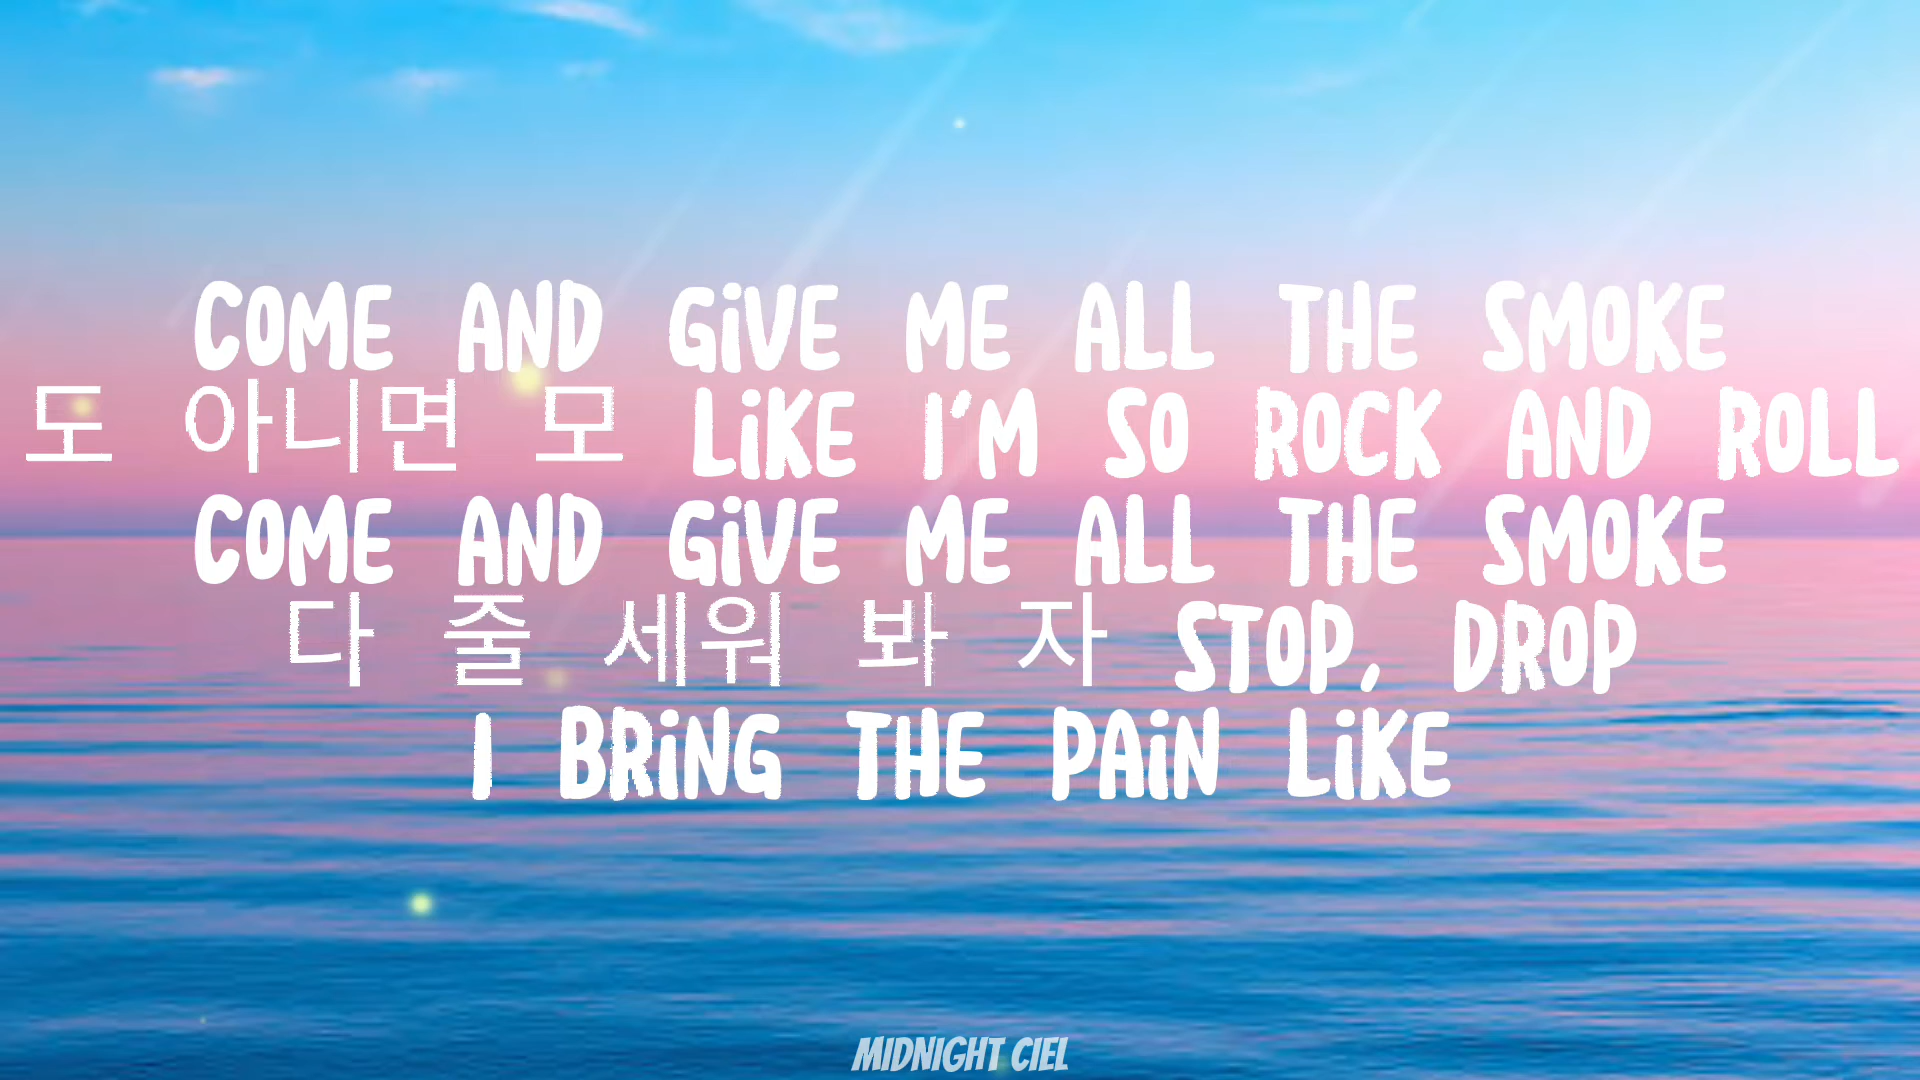 COME AND GiVE ME ALL THE SMOKE
도 아니면 모 LiKE I'M SO ROCK AND ROLL
COME AND GiVE ME ALL THE SMOKE
다 줄 세워 봐 자 STOP, DROP
I BRiNG THE PAiN LiKE
MIDNIGHT CIEL